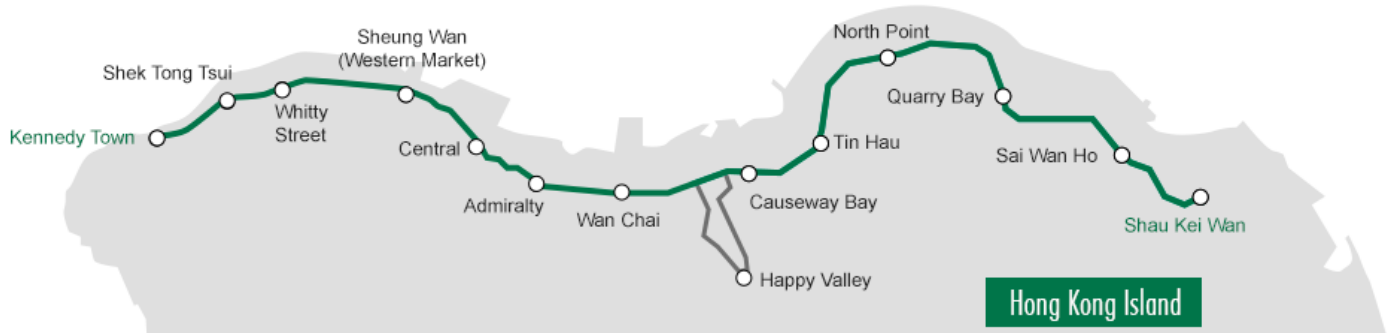 Kennedy Town
Shek Tong Tsui
Whitty
Street
Sheung Wan
(Western Market)
Central
Admiralty
Wan Chai
Causeway Bay
Happy Valley
Tin Hau
North Point
Quarry Bay
Sai Wan Ho
Shau Kei Wan
Hong Kong Island